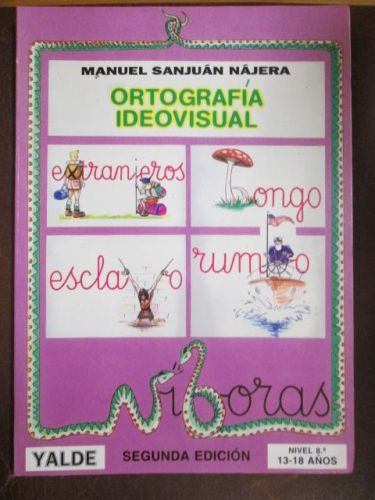 MANUEL SANJUÁN NÁJERA
ORTOGRAFÍA
IDEOVISUAL
extranjeros
hongo
esclavo
rumbo
Víboras
YALDE
SEGUNDA EDICIÓN
NIVEL 8.º
13-18 AÑOS